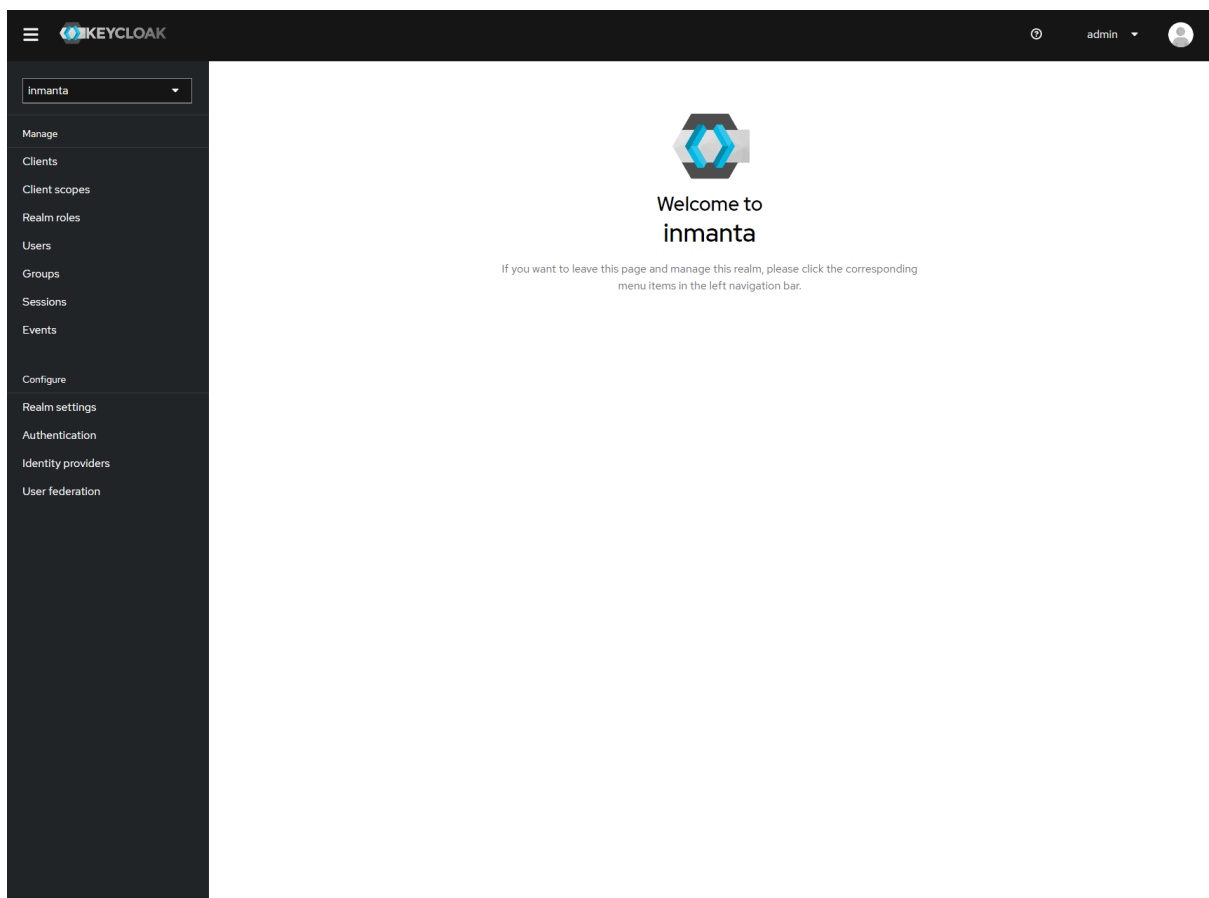 KEYCLOAK
admin
inmanta
Manage
Clients
Client scopes
Realm roles
Users
Groups
Sessions
Events
Configure
Realm settings
Authentication
Identity providers
User federation
Welcome to
inmanta
If you want to leave this page and manage this realm, please click the corresponding
menu items in the left navigation bar.